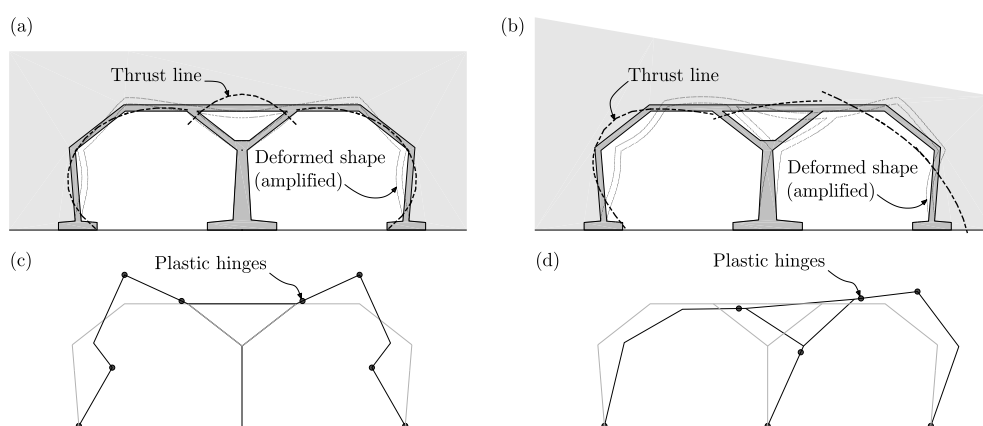 (a)
Thrust line
Deformed shape
(amplified)
(b)
Thrust line
Deformed shape
(amplified)
(c)
Plastic hinges
(d)
Plastic hinges